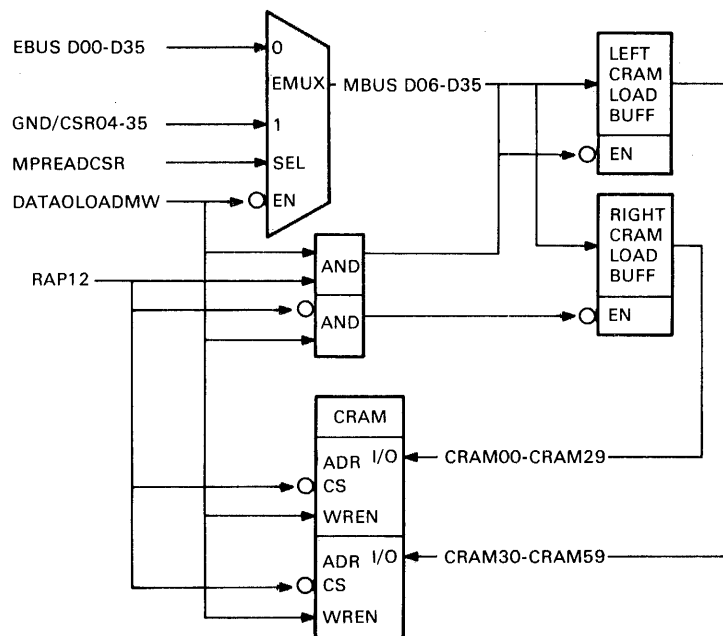 EBUS D00-D35
0
EMUX
MBUS D06-D35
LEFT
CRAM
LOAD
BUFF
EN
GND/CSR04-35
1
MPREADCSR
SEL
DATAOLOADMW
EN
RIGHT
CRAM
LOAD
BUFF
EN
RAP12
AND
AND
CRAM
ADR I/O
CS
WREN
CRAM00-CRAM29
ADR I/O
CS
WREN
CRAM30-CRAM59